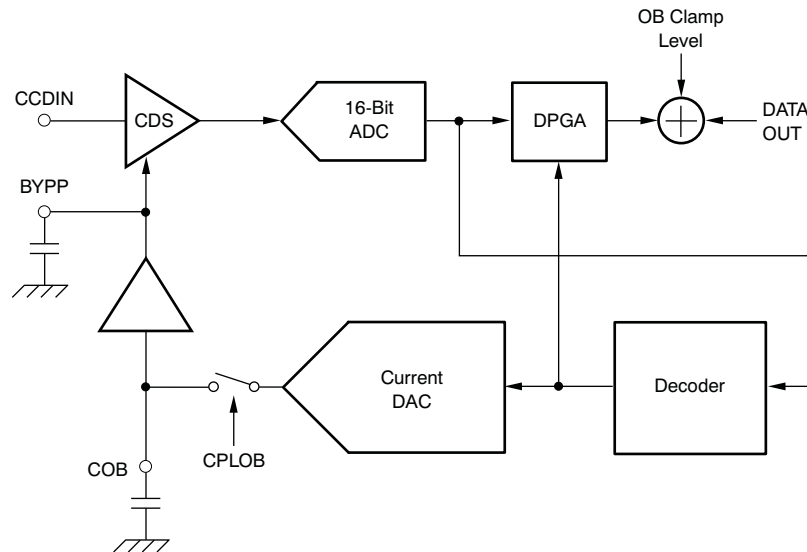 OB Clamp
Level
CCDIN
CDS
16-Bit
ADC
DPGA
DATA
OUT
BYPP
Current
DAC
Decoder
CPLOB
COB